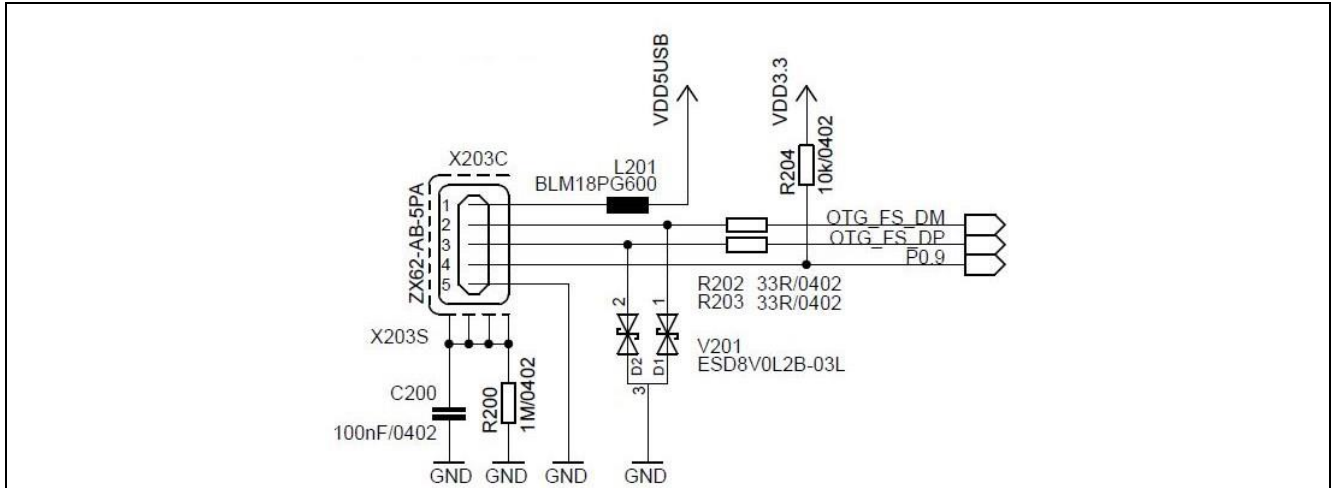 VDD5USB
VDD3.3
X203C
L201
BLM18PG600
R204
10k/0402
ZX62-AB-5PA
1
2
3
4
5
OTG_FS_DM
OTG_FS_DP
P0.9
R202 33R/0402
R203 33R/0402
X203S
2
1
D2
D1
3
V201
ESD8V0L2B-03L
C200
100nF/0402
R200
1M/0402
GND GND GND GND